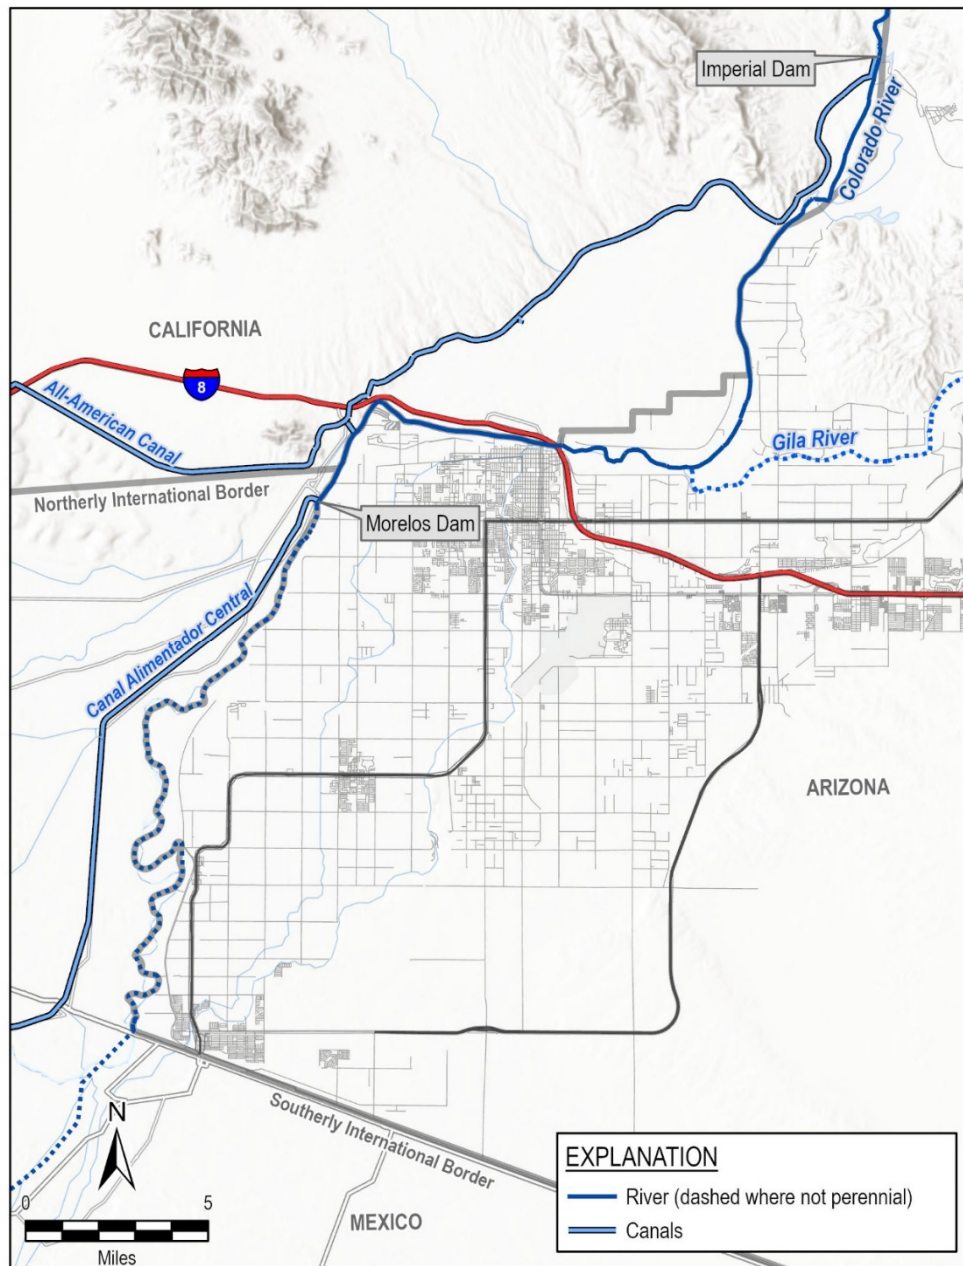 Imperial Dam
Colorado River
CALIFORNIA
8
All-American Canal
Gila River
Northerly International Border
Morelos Dam
Canal Alimentador Central
ARIZONA
Southerly International Border
N
0 5
Miles
MEXICO
EXPLANATION
River (dashed where not perennial)
Canals